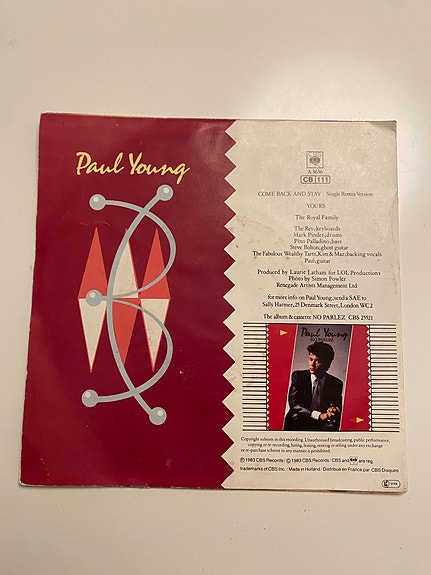 Paul Young
CBS
A 3636
CB 111
COME BACK AND STAY Single Remix Version
YOURS
The Royal Family
The Rev; keyboards
Mark Pinder; drums
Pino Palladino; bass
Steve Bolton; ghost guitar
The Fabulous Wealthy Tarts, Kim & Maz; backing vocals
Paul; guitar
Produced by Laurie Latham for LOL Productions
Photo by Simon Fowler
Renegade Artists Management Ltd
for more info on Paul Young, send a SAE to
Sally Harmer, 25 Denmark Street, London WC2
The album & cassette NO PARLEZ CBS 25521
Paul Young
NO PARLEZ
Copyright subsists in this recording. Unauthorised broadcasting, public performance,
copying or re-recording, hiring, leasing, renting or selling under any exchange
or re-purchase scheme in any manner is prohibited.
℗ 1983 CBS Records / © 1983 CBS Records / CBS and are reg.
trademarks of CBS Inc. / Made in Holland / Distribué en France par CBS Disques